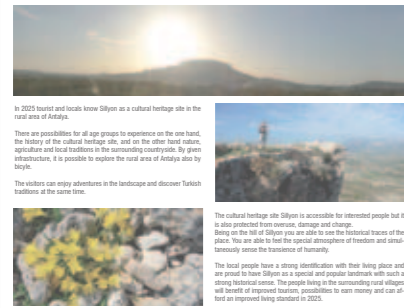 In 2025 tourist and locals know Sillyon as a cultural heritage site in the
rural area of Antalya.
There are possibilities for all age groups to experience on the one hand,
the history of the cultural heritage site, and on the other hand nature,
agriculture and local traditions in the surrounding countryside. By given
infrastructure, it is possible to explore the rural area of Antalya also by
bicyle.
The visitors can enjoy adventures in the landscape and discover Turkish
traditions at the same time.
The cultural heritage site Sillyon is accessible for interested people but it
is also protected from overuse, damage and change.
Being on the hill of Sillyon you are able to see the historical traces of the
place. You are able to feel the special atmosphere of freedom and simul-
taneously sense the transience of humanity.
The local people have a strong identification with their living place and
are proud to have Sillyon as a special and popular landmark with such a
strong historical sense. The people living in the surrounding rural villages
will benefit of improved tourism, possibilities to earn money and can af-
ford an improved living standard in 2025.